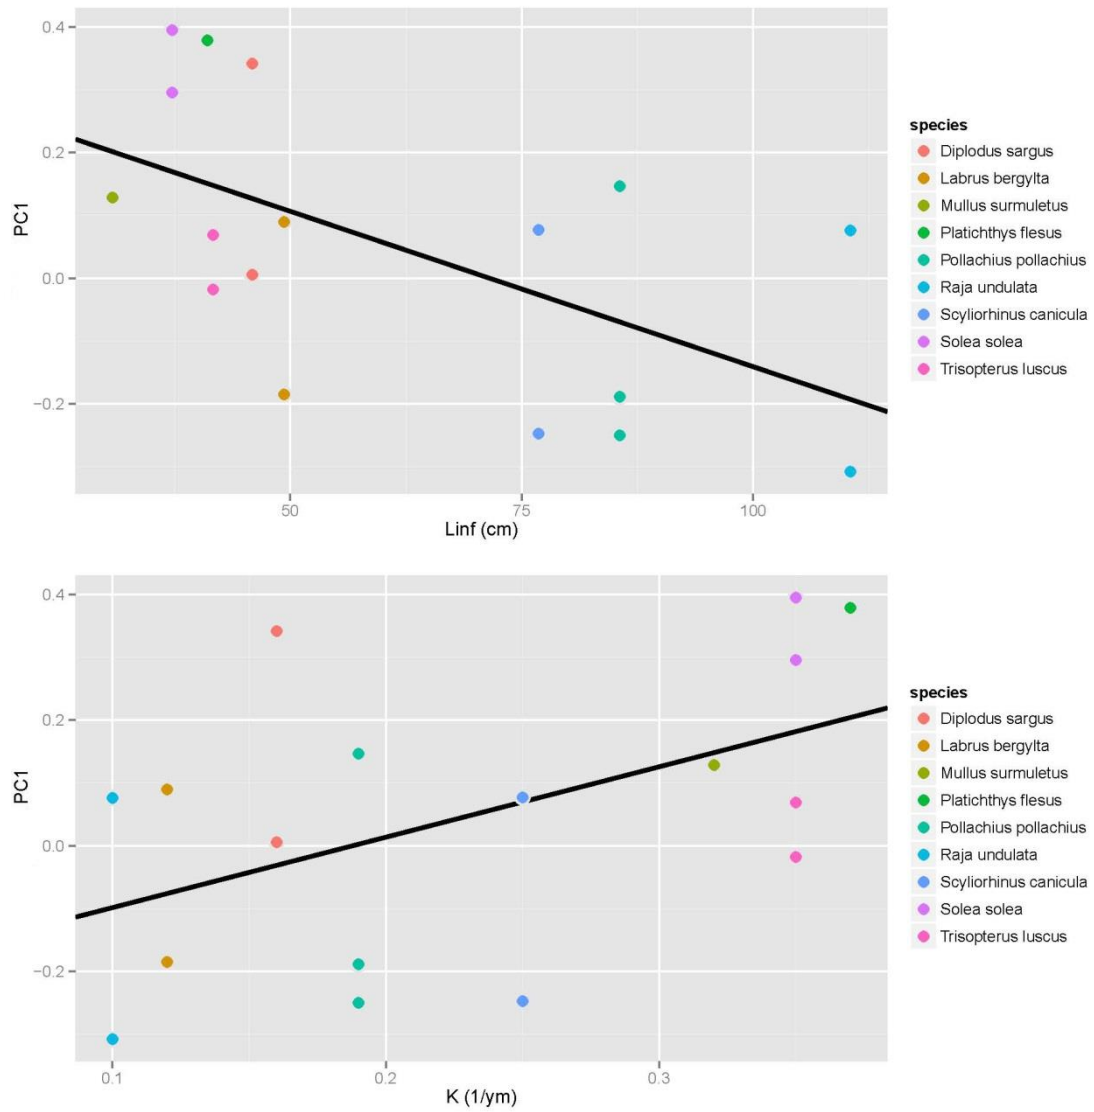 0.4
0.2
0.0
−0.2
PC1
50
75
100
Linf (cm)
species
Diplodus sargus
Labrus bergylta
Mullus surmuletus
Platichthys flesus
Pollachius pollachius
Raja undulata
Scyliorhinus canicula
Solea solea
Trisopterus luscus
0.4
0.2
0.0
−0.2
PC1
0.1
0.2
0.3
K (1/ym)
species
Diplodus sargus
Labrus bergylta
Mullus surmuletus
Platichthys flesus
Pollachius pollachius
Raja undulata
Scyliorhinus canicula
Solea solea
Trisopterus luscus